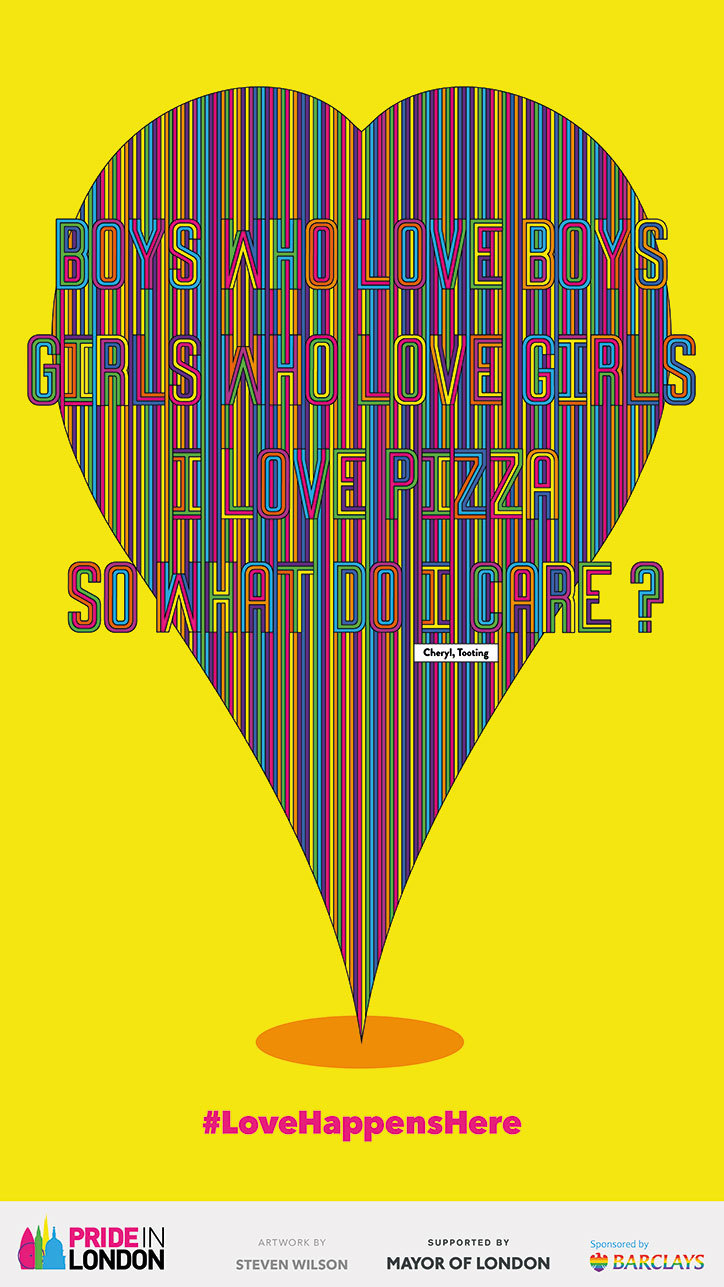 BOYS WHO LOVE BOYS
GIRLS WHO LOVE GIRLS
I LOVE PIZZA
SO WHAT DO I CARE ?
Cheryl, Tooting
#LoveHappensHere
PRIDE IN
LONDON
ARTWORK BY
STEVEN WILSON
SUPPORTED BY
MAYOR OF LONDON
Sponsored by
BARCLAYS